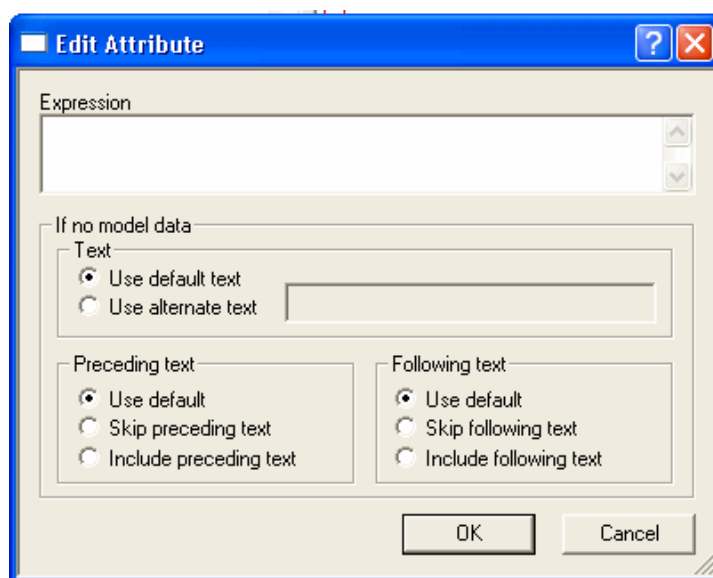 Edit Attribute
Expression
If no model data
Text
Use default text
Use alternate text
Preceding text
Use default
Skip preceding text
Include preceding text
Following text
Use default
Skip following text
Include following text
OK
Cancel